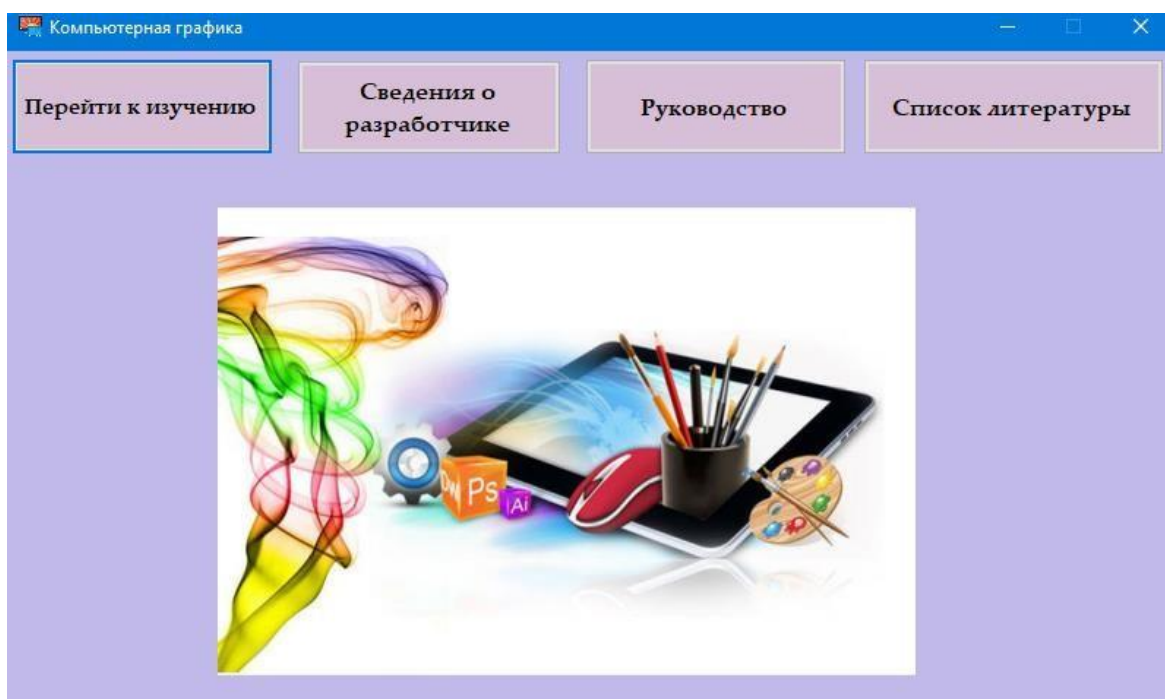 Компьютерная графика
Перейти к изучению
Сведения о
разработчике
Руководство
Список литературы
Dw
Ps
Ai